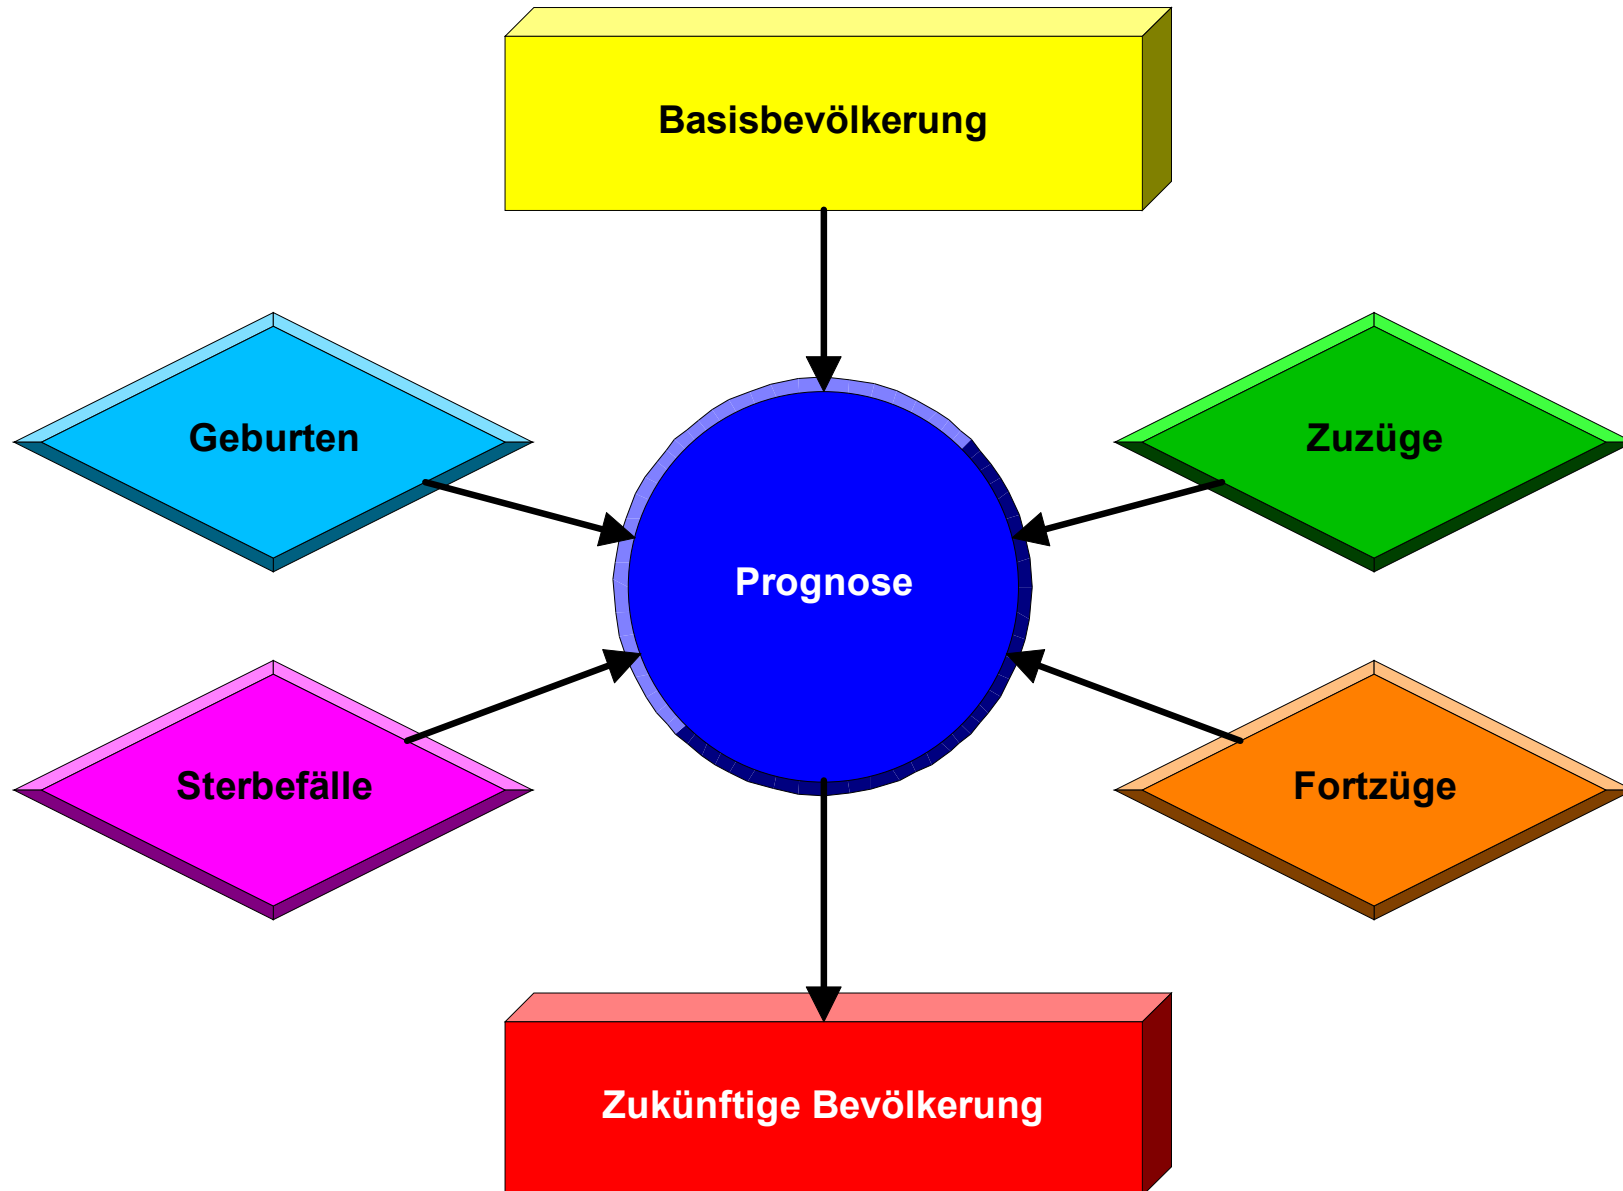 Basisbevölkerung
Geburten
Zuzüge
Prognose
Sterbefälle
Fortzüge
Zukünftige Bevölkerung